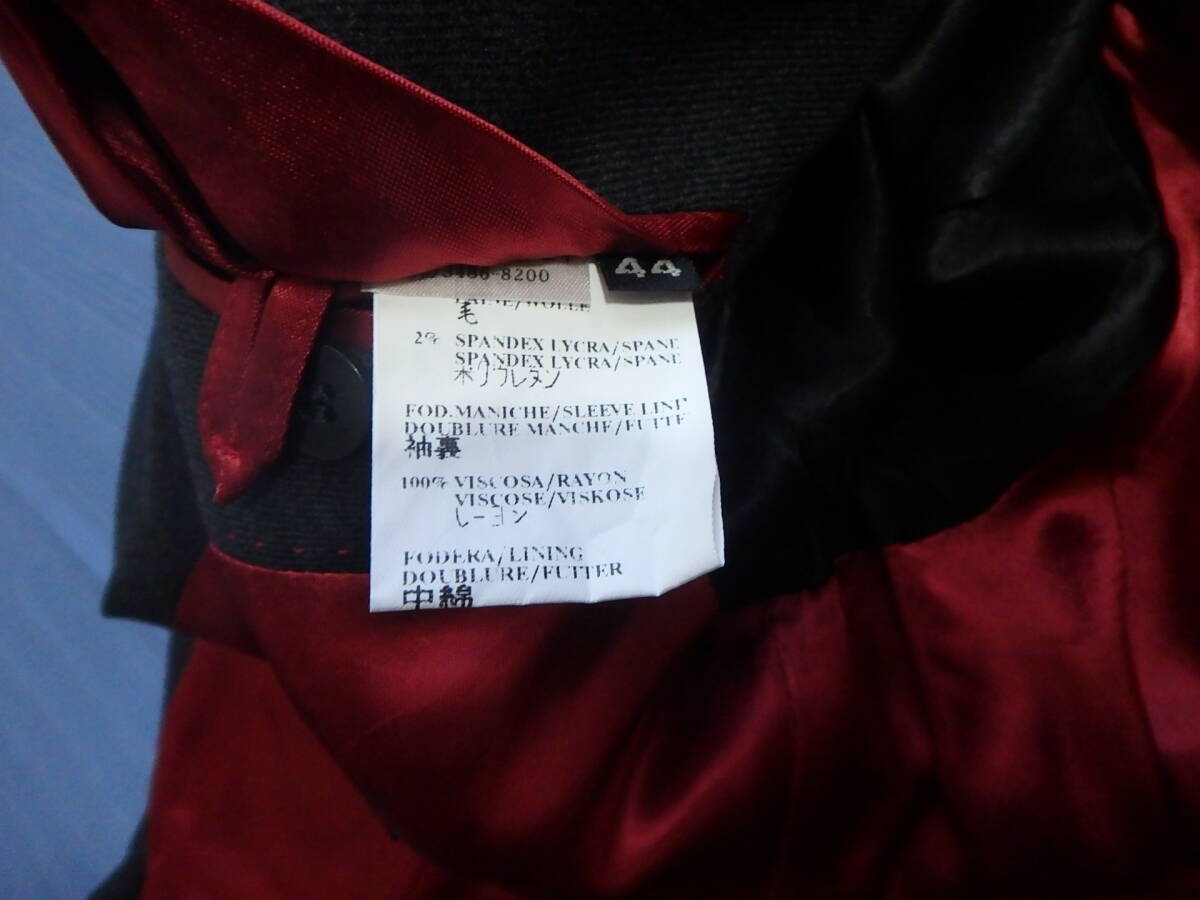 44
-8200
毛
2% SPANDEX LYCRA/SPANE
SPANDEX LYCRA/SPANE
ポリウレタン
FOD.MANICHE/SLEEVE LINI
DOUBLURE MANCHE/FUTTE
袖裏
100% VISCOSA/RAYON
VISCOSE/VISKOSE
レーヨン
FODERA/LINING
DOUBLURE/FUTTER
中綿